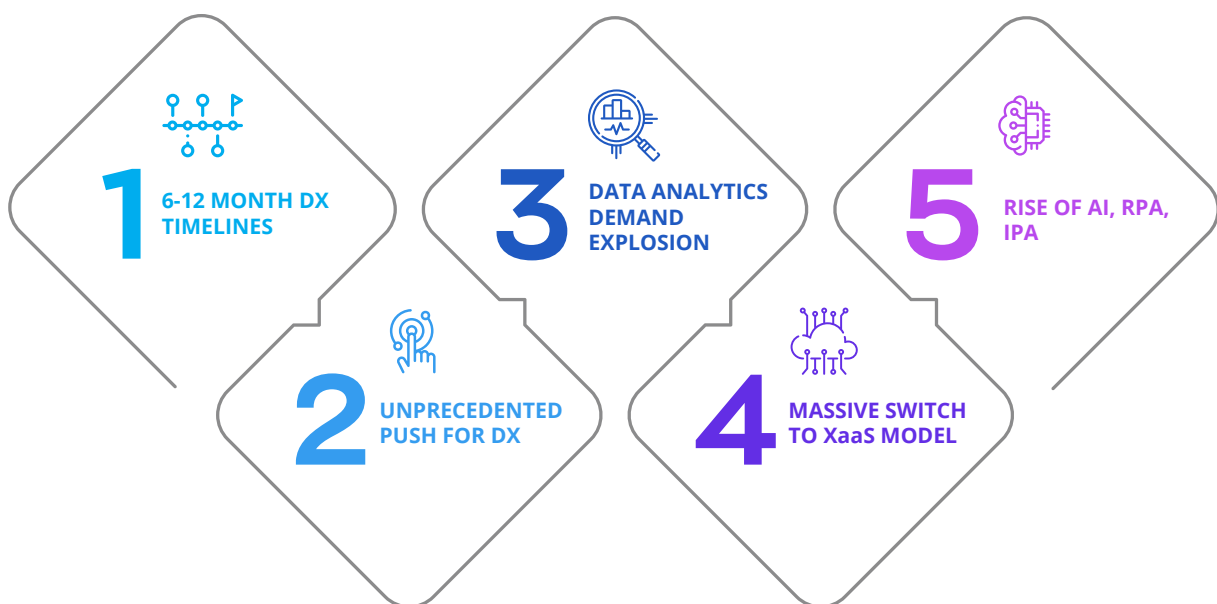 1
6-12 MONTH DX
TIMELINES
2
UNPRECEDENTED
PUSH FOR DX
3
DATA ANALYTICS
DEMAND
EXPLOSION
4
MASSIVE SWITCH
TO XaaS MODEL
5
RISE OF AI, RPA,
IPA